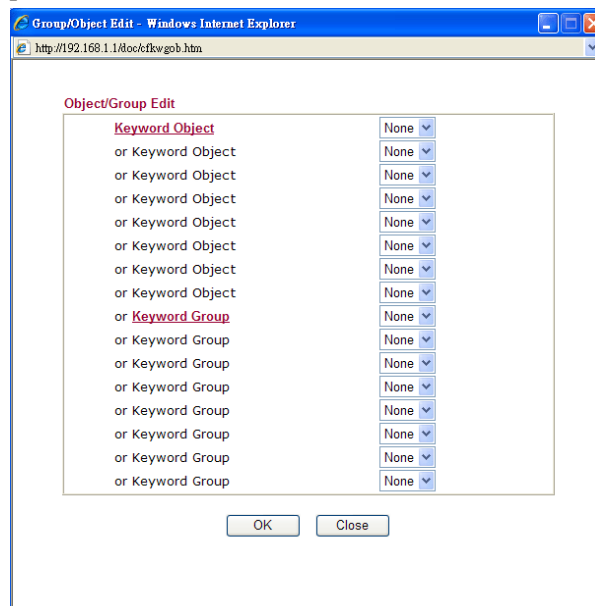 Group/Object Edit - Windows Internet Explorer
http://192.168.1.1/doc/cfkwgob.htm
Object/Group Edit
Keyword Object None
or Keyword Object None
or Keyword Object None
or Keyword Object None
or Keyword Object None
or Keyword Object None
or Keyword Object None
or Keyword Object None
or Keyword Group None
or Keyword Group None
or Keyword Group None
or Keyword Group None
or Keyword Group None
or Keyword Group None
or Keyword Group None
or Keyword Group None
OK Close